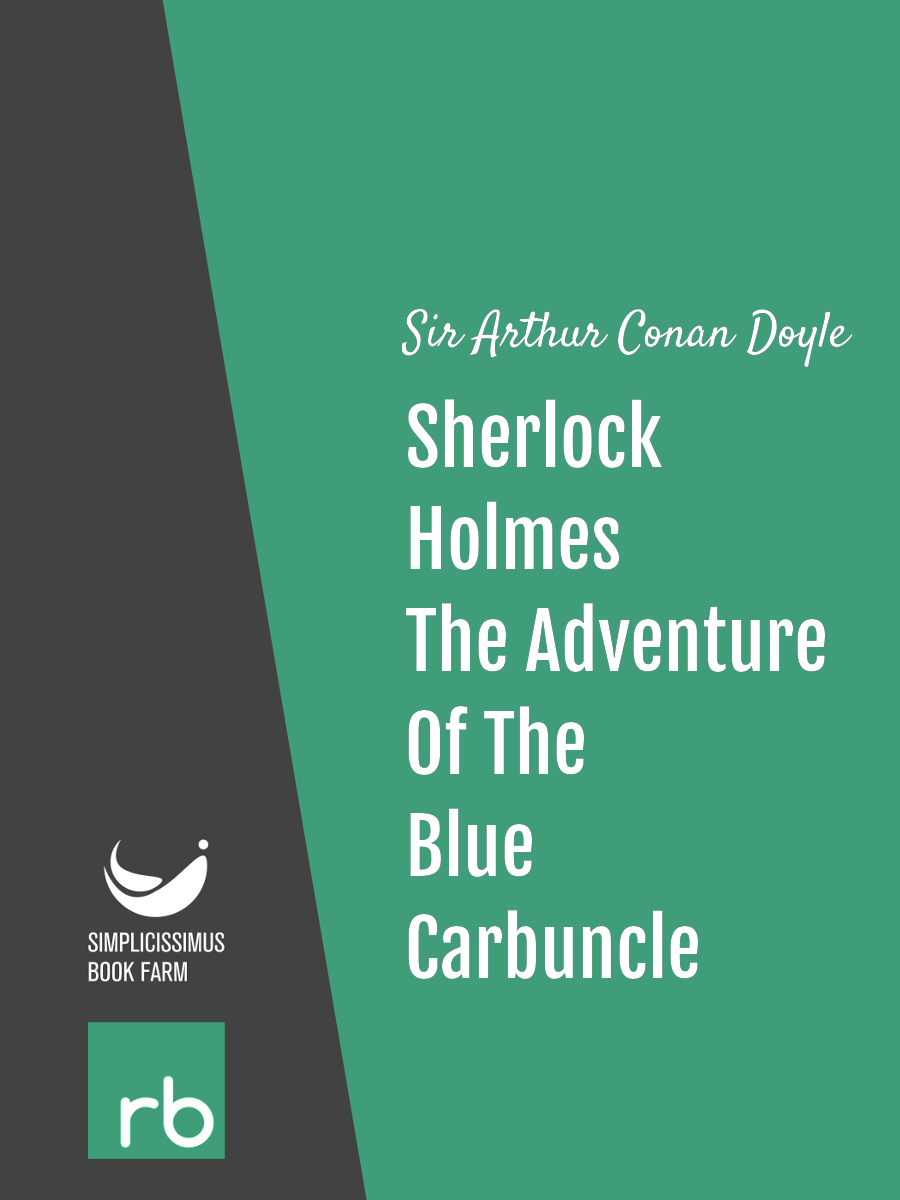 Sir Arthur Conan Doyle
Sherlock
Holmes
The Adventure
Of The
Blue
Carbuncle
SIMPLICISSIMUS
BOOK FARM
rb